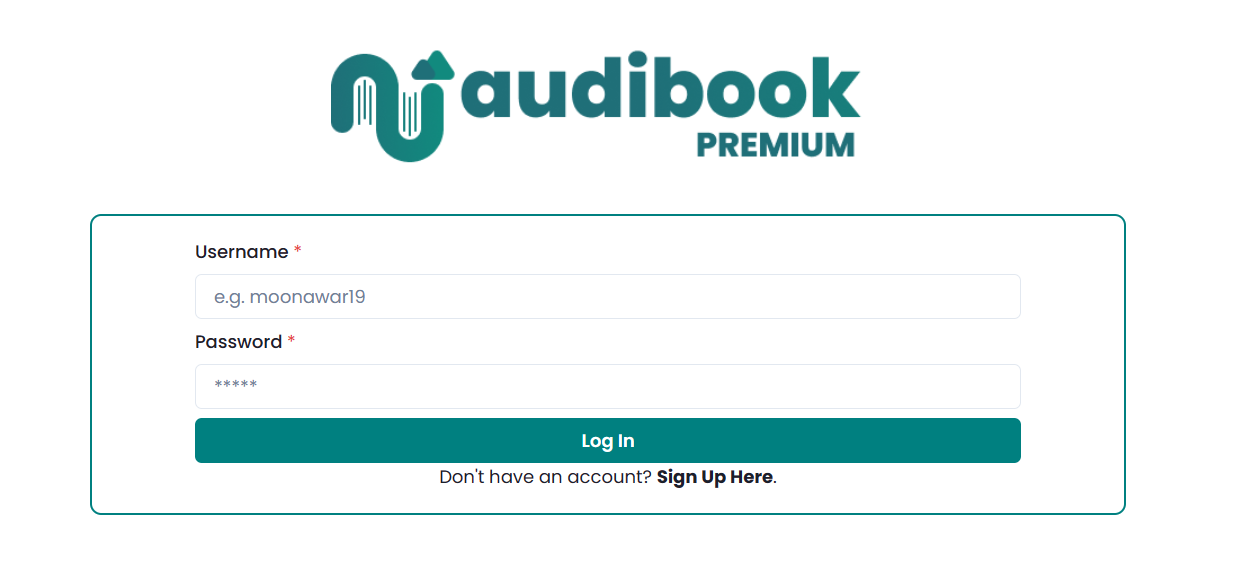 audibook
PREMIUM
Username *
e.g. moonawar19
Password *
*****
Log In
Don't have an account? Sign Up Here.